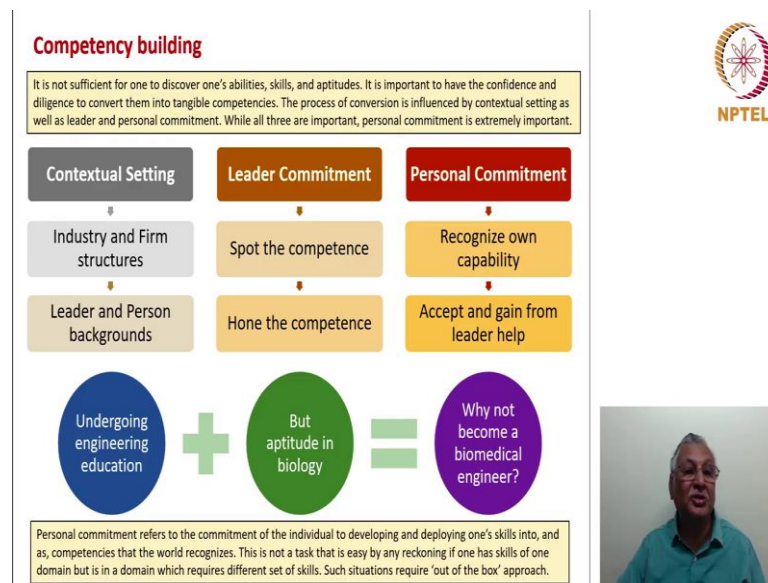 Competency building
It is not sufficient for one to discover one's abilities, skills, and aptitudes. It is important to have the confidence and
diligence to convert them into tangible competencies. The process of conversion is influenced by contextual setting as
well as leader and personal commitment. While all three are important, personal commitment is extremely important.
NPTEL
Contextual Setting
Leader Commitment
Personal Commitment
Industry and Firm
structures
Spot the competence
Recognize own
capability
Leader and Person
backgrounds
Hone the competence
Accept and gain from
leader help
Undergoing
engineering
education
But
aptitude in
biology
Why not
become a
biomedical
engineer?
Personal commitment refers to the commitment of the individual to developing and deploying one's skills into, and
as, competencies that the world recognizes. This is not a task that is easy by any reckoning if one has skills of one
domain but is in a domain which requires different set of skills. Such situations require 'out of the box' approach.